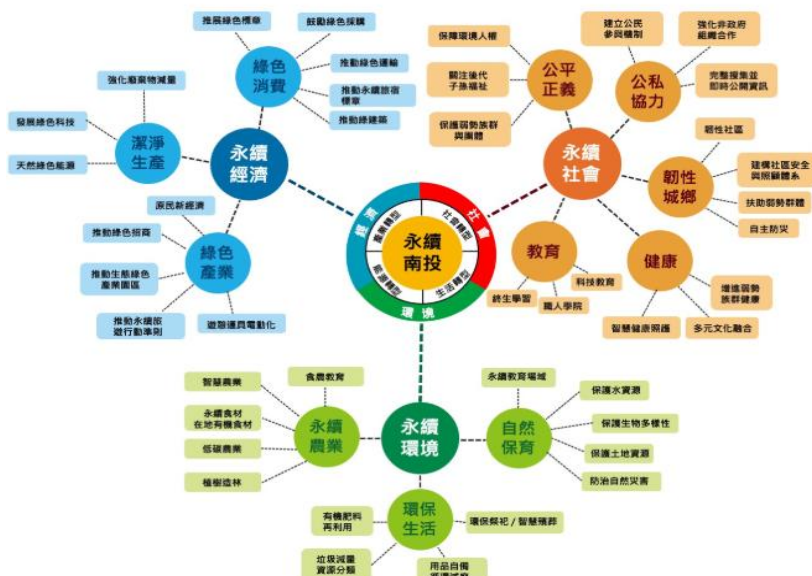 推展綠色標章
鼓勵綠色採購
綠色
消費
推動綠色運輸
推動永續旅宿
標章
推動綠建築
強化廢棄物減量
發展綠色科技
天然綠色能源
潔淨
生產
永續
經濟
原民新經濟
推動綠色招商
推動生態綠色
產業園區
推動永續旅
遊行動準則
遊憩運具電動化
綠色
產業
經濟
社會
環境
產業轉型
社會轉型
能源轉型
生活轉型
永續
南投
保障環境人權
關注後代
子孫福祉
保護弱勢族群
與團體
公平
正義
建立公民
參與機制
強化非政府
組織合作
完整搜集並
即時公開資訊
公私
協力
永續
社會
韌性
城鄉
韌性社區
建構社區安全
與照顧體系
扶助弱勢群體
自主防災
教育
終生學習
職人學院
科技教育
健康
智慧健康照護
多元文化融合
增進弱勢
族群健康
智慧農業
食農教育
永續食材
在地有機食材
低碳農業
植樹造林
永續
農業
永續
環境
自然
保育
永續教育場域
保護水資源
保護生物多樣性
保護土地資源
防治自然災害
環保
生活
有機肥料
再利用
垃圾減量
資源分類
用品自備
環保祭祀/智慧殯葬